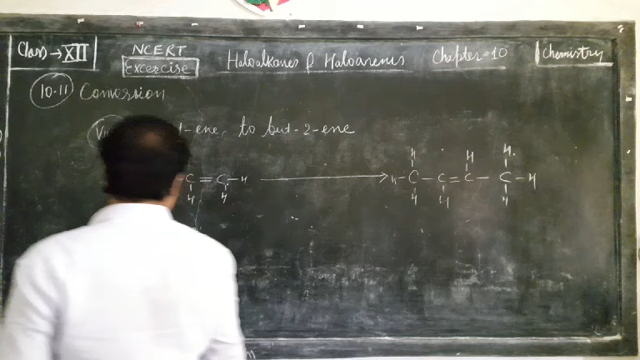 Class → XII
NCERT
Excercise
Haloalkanes & Haloarenes
Chapter = 10
Chemistry
10.11 Conversion
1-ene, to but-2-ene
H H H
C = C - H → H - C - C = C - C - H
H H H H H